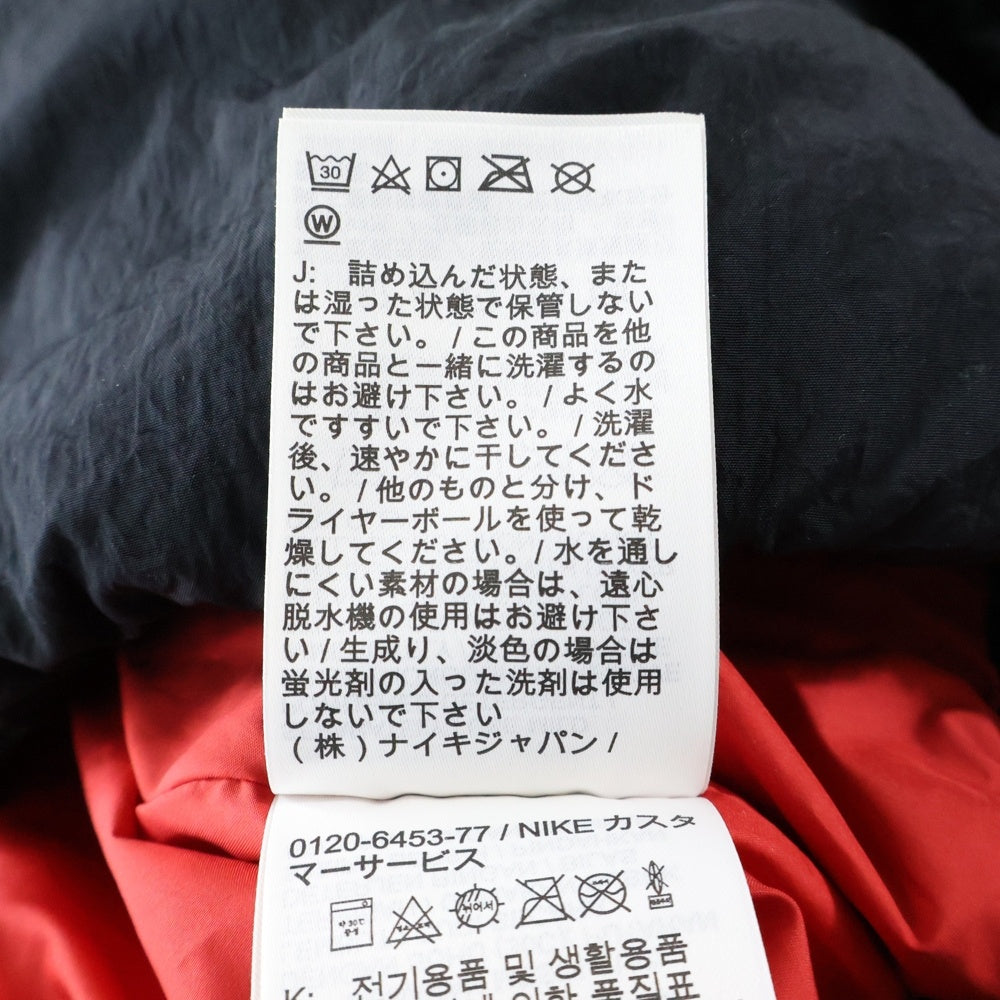 30
W
J: 詰め込んだ状態、また
は湿った状態で保管しない
で下さい。 / この商品を他
の商品と一緒に洗濯するの
はお避け下さい。 / よく水
ですすいで下さい。 / 洗濯
後、速やかに干してくださ
い。 / 他のものと分け、ド
ライヤーボールを使って乾
燥してください。/ 水を通し
にくい素材の場合は、遠心
脱水機の使用はお避け下さ
い / 生成り、淡色の場合は
蛍光剤の入った洗剤は使用
しないで下さい
(株) ナイキジャパン /
0120-6453-77 / NIKE カスタ
マーサービス
K: 전기용품 및 생활용품